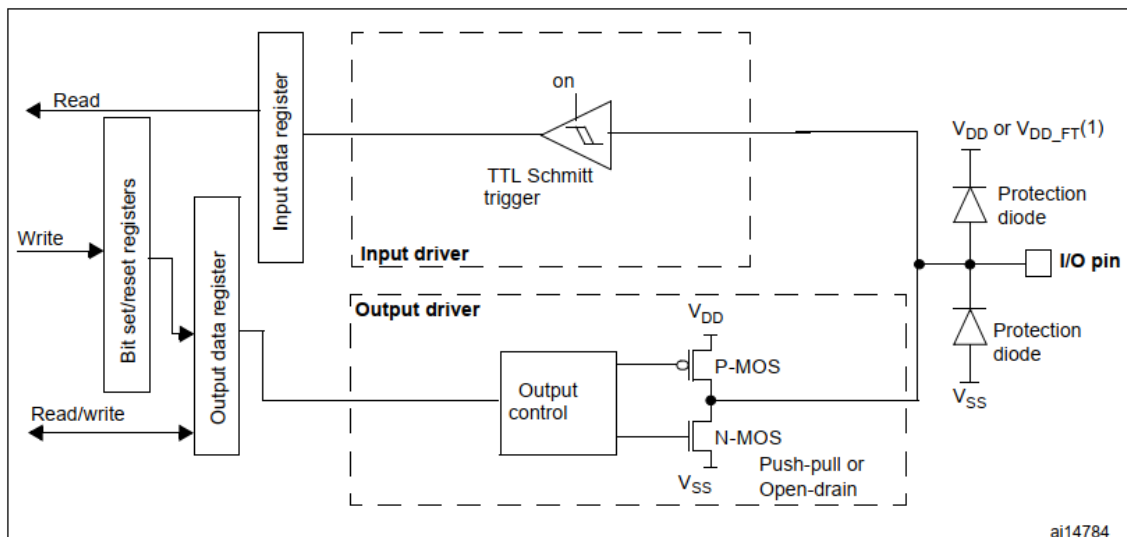 Read
Bit set/reset registers
Write
Output data register
Read/write
Input data register
on
TTL Schmitt
trigger
Input driver
Output driver
Output
control
VDD
P-MOS
N-MOS
VSS
Push-pull or
Open-drain
VDD or VDD_FT(1)
Protection
diode
I/O pin
Protection
diode
VSS
ai14784